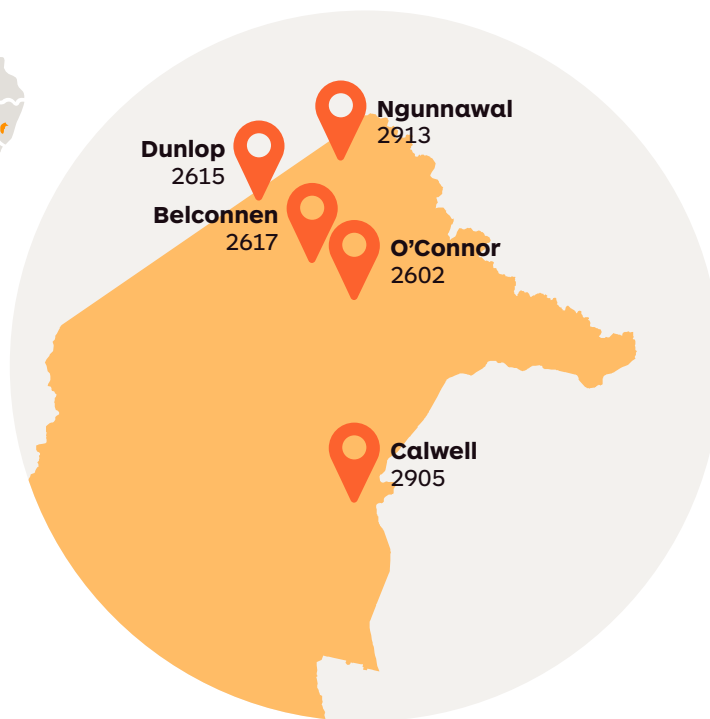 Ngunnawal
2913
Dunlop
2615
Belconnen
2617
O’Connor
2602
Calwell
2905